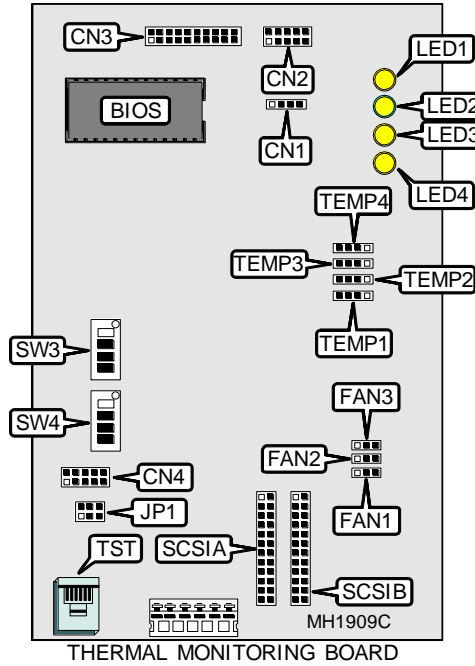 CN3
CN2
LED1
BIOS
LED2
CN1
LED3
LED4
TEMP4
TEMP3
TEMP2
TEMP1
SW3
FAN3
SW4
FAN2
CN4
FAN1
JP1
TST
SCSIA
SCSIB
MH1909C
THERMAL MONITORING BOARD